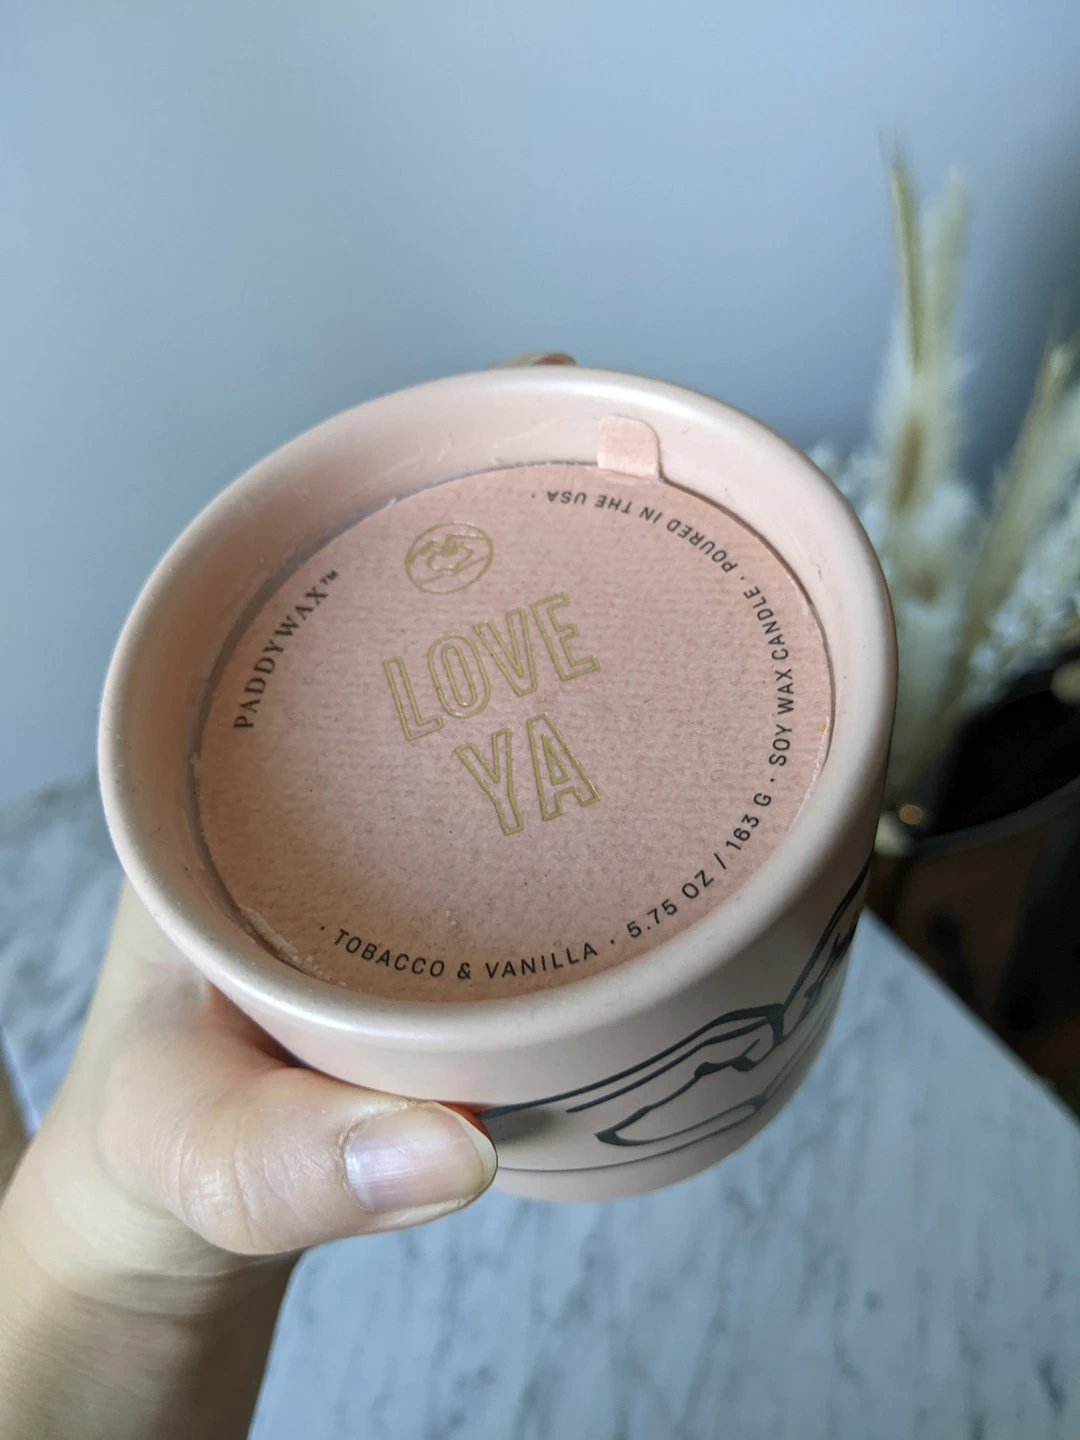 PADDYWAX™
LOVE
YA
· TOBACCO & VANILLA · 5.75 OZ / 163 G · SOY WAX CANDLE · POURED IN THE USA ·